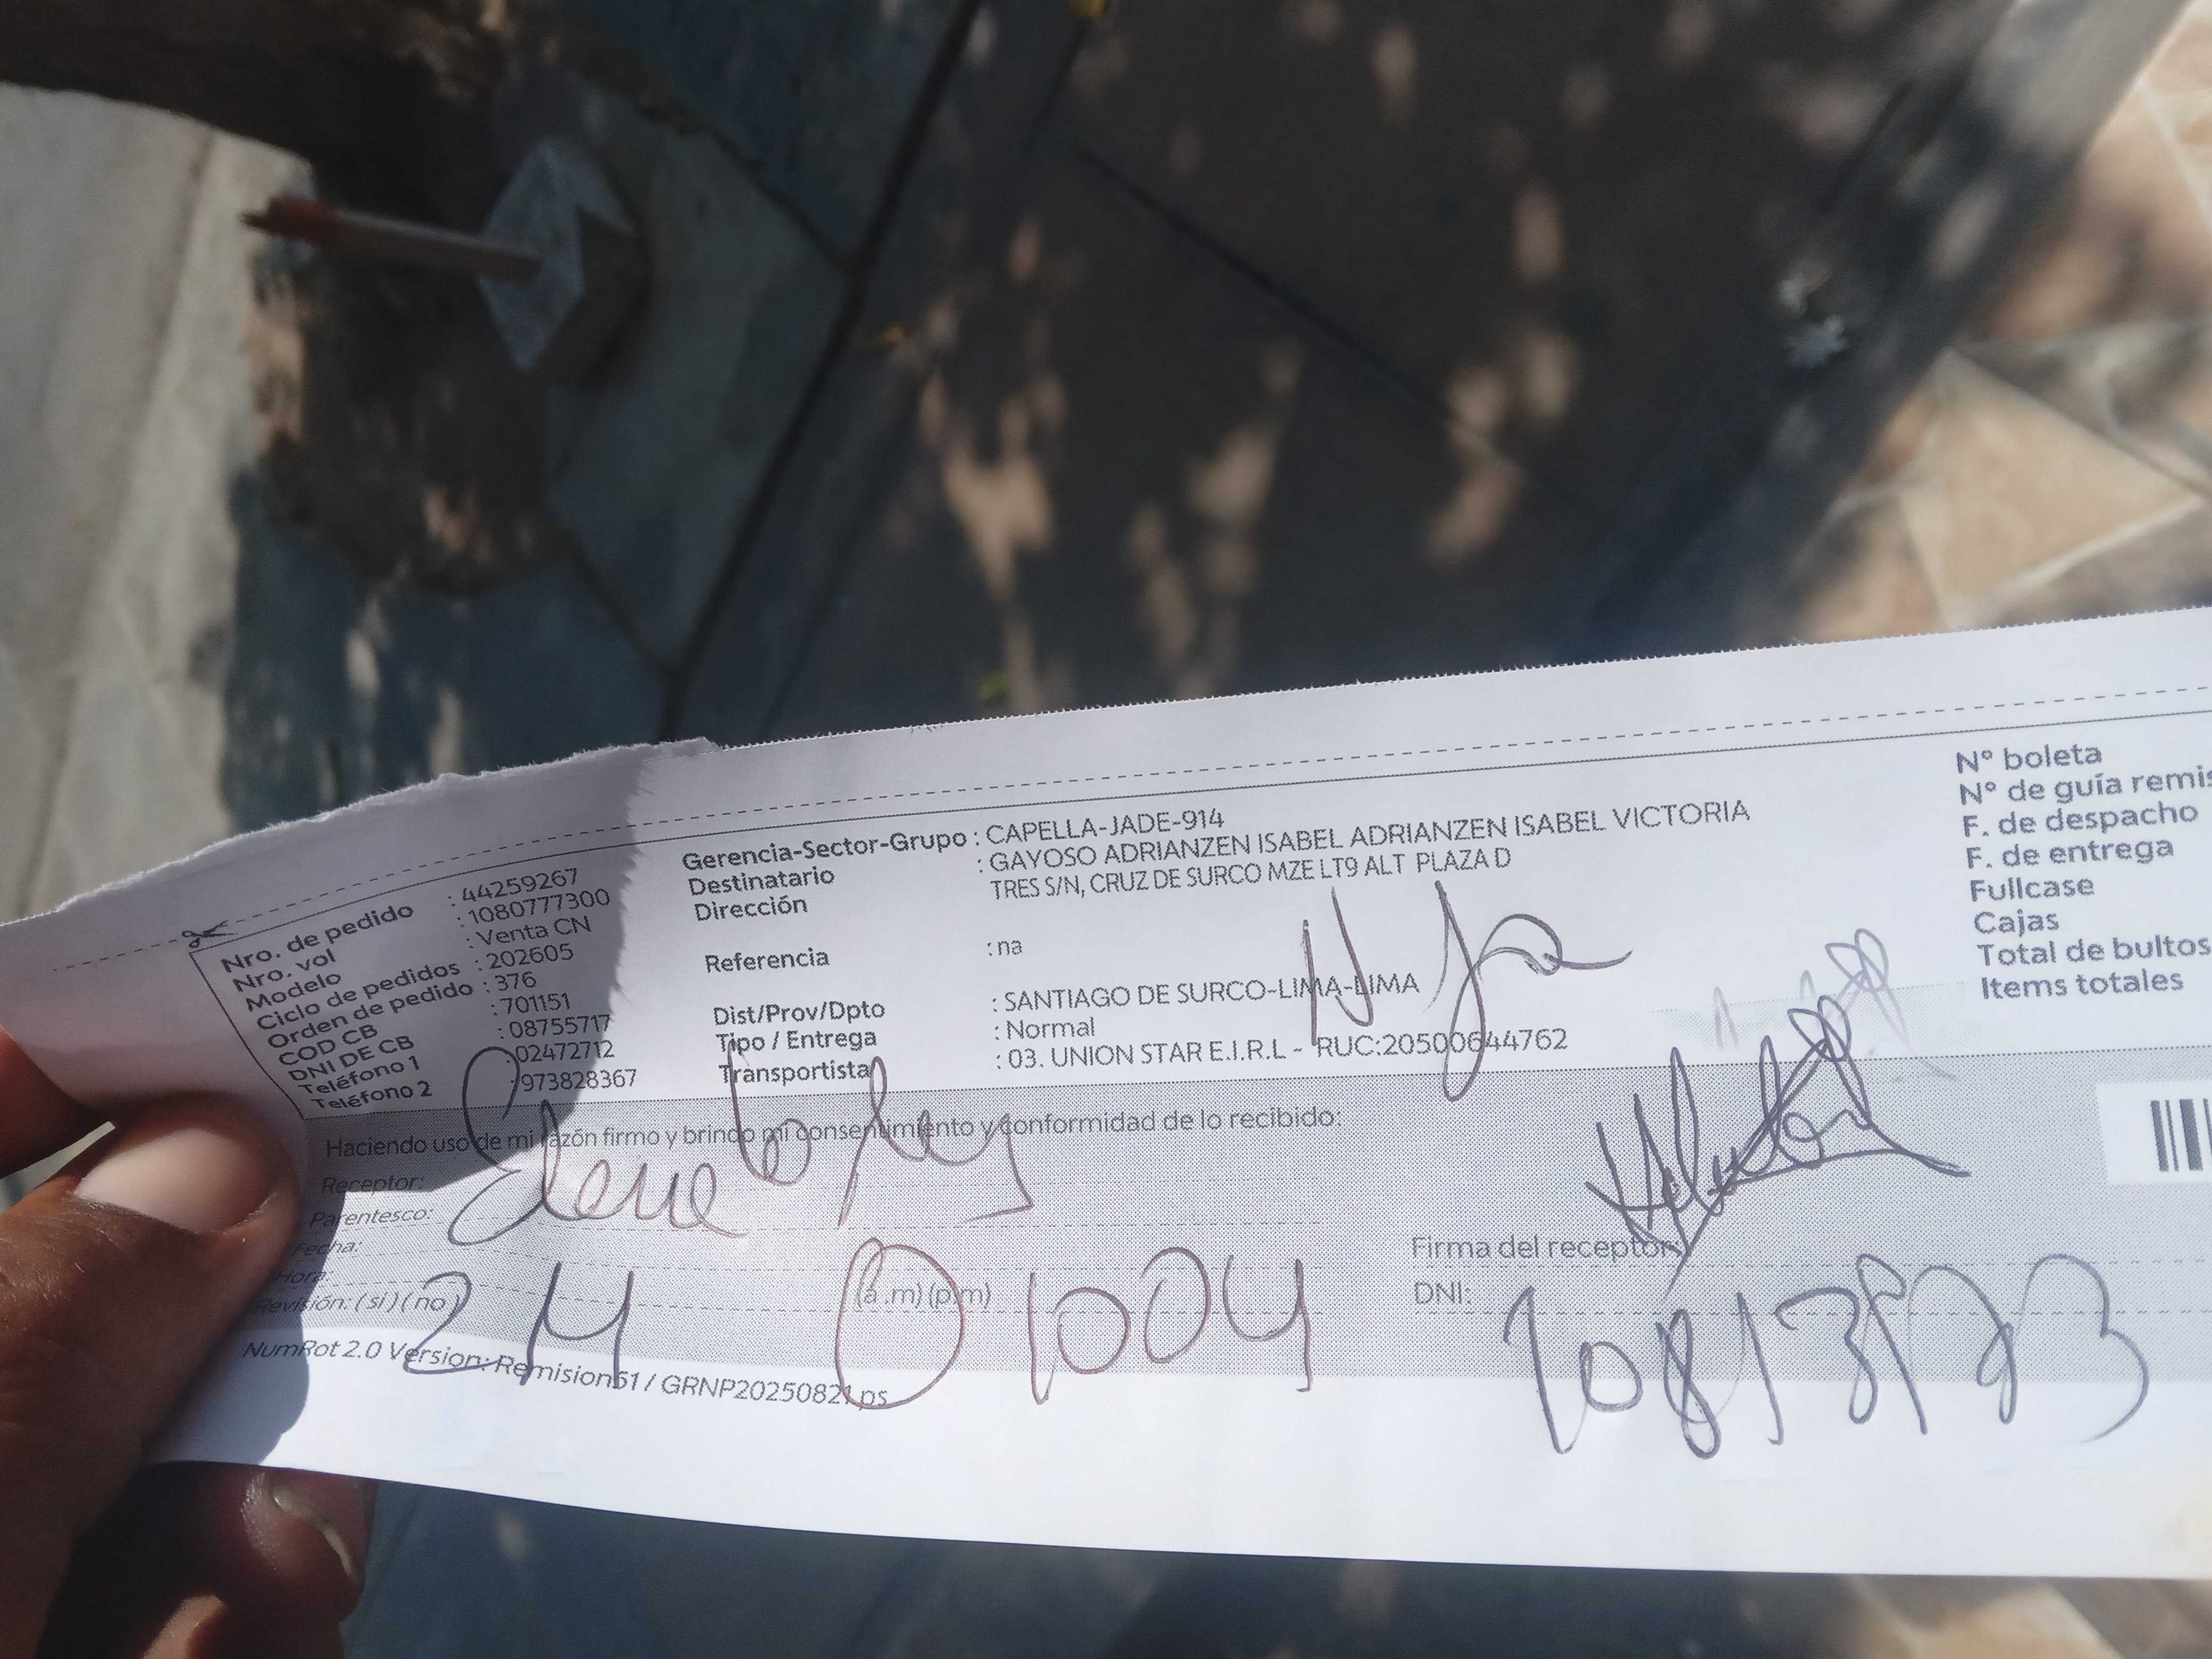 Nro. de pedido : 44259267
Nro. vol : 1080777300
Modelo : Venta CN
Ciclo de pedidos : 202605
Orden de pedido : 376
COD CB : 701151
DNI DE CB : 08755717
Teléfono 1 : 02472712
Teléfono 2 : 973828367
Gerencia-Sector-Grupo : CAPELLA-JADE-914
Destinatario : GAYOSO ADRIANZEN ISABEL ADRIANZEN ISABEL VICTORIA
Dirección TRES S/N, CRUZ DE SURCO MZE LT9 ALT PLAZA D
Referencia : na
Dist/Prov/Dpto : SANTIAGO DE SURCO-LIMA-LIMA
Tipo / Entrega : Normal
Transportista : 03. UNION STAR E.I.R.L - RUC:20500644762
N° boleta
N° de guía remis
F. de despacho
F. de entrega
Fullcase
Cajas
Total de bultos
Items totales
Haciendo uso de mi razón firmo y brindo mi consentimiento y conformidad de lo recibido:
Receptor:
Parentesco:
Fecha:
Hora: (a .m) (p.m)
Revisión: ( si ) ( no )
Firma del receptor:
DNI:
NumRot 2.0 Version: Remision51 / GRNP20250821.ps